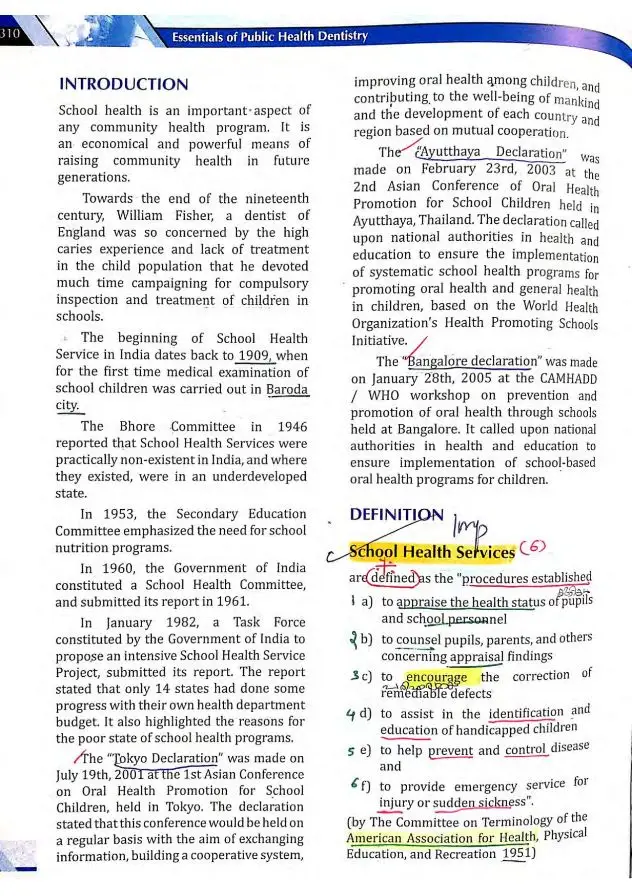 310
Essentials of Public Health Dentistry
INTRODUCTION
School health is an important aspect of
any community health program. It is
an economical and powerful means of
raising community health in future
generations.
Towards the end of the nineteenth
century, William Fisher, a dentist of
England was so concerned by the high
caries experience and lack of treatment
in the child population that he devoted
much time campaigning for compulsory
inspection and treatment of children in
schools.
The beginning of School Health
Service in India dates back to 1909, when
for the first time medical examination of
school children was carried out in Baroda
city.
The Bhore Committee in 1946
reported that School Health Services were
practically non-existent in India, and where
they existed, were in an underdeveloped
state.
In 1953, the Secondary Education
Committee emphasized the need for school
nutrition programs.
In 1960, the Government of India
constituted a School Health Committee,
and submitted its report in 1961.
In January 1982, a Task Force
constituted by the Government of India to
propose an intensive School Health Service
Project, submitted its report. The report
stated that only 14 states had done some
progress with their own health department
budget. It also highlighted the reasons for
the poor state of school health programs.
The "Tokyo Declaration" was made on
July 19th, 2001 at the 1st Asian Conference
on Oral Health Promotion for School
Children, held in Tokyo. The declaration
stated that this conference would be held on
a regular basis with the aim of exchanging
information, building a cooperative system,
improving oral health among children, and
contributing to the well-being of mankind
and the development of each country and
region based on mutual cooperation.
The "Ayutthaya Declaration" was
made on February 23rd, 2003 at the
2nd Asian Conference of Oral Health
Promotion for School Children held in
Ayutthaya, Thailand. The declaration called
upon national authorities in health and
education to ensure the implementation
of systematic school health programs for
promoting oral health and general health
in children, based on the World Health
Organization's Health Promoting Schools
Initiative.
The "Bangalore declaration" was made
on January 28th, 2005 at the CAMHADD
/ WHO workshop on prevention and
promotion of oral health through schools
held at Bangalore. It called upon national
authorities in health and education to
ensure implementation of school-based
oral health programs for children.
DEFINITION Imp
School Health Services (6)
are defined as the "procedures established
1 a) to appraise the health status of pupils
and school personnel
2 b) to counsel pupils, parents, and others
concerning appraisal findings
3 c) to encourage the correction of
remediable defects
4 d) to assist in the identification and
education of handicapped children
5 e) to help prevent and control disease
and
6 f) to provide emergency service for
injury or sudden sickness".
(by The Committee on Terminology of the
American Association for Health, Physical
Education, and Recreation 1951)